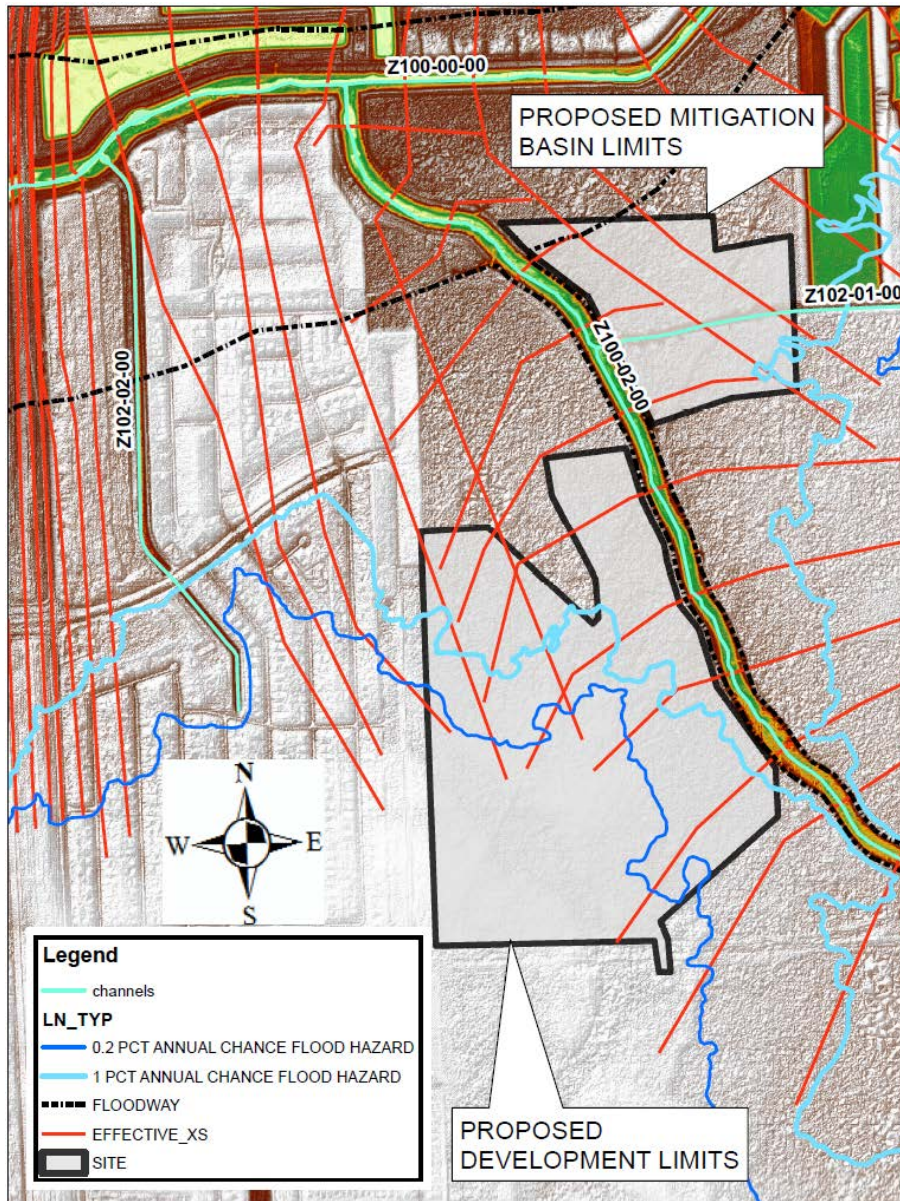 Z100-00-00
PROPOSED MITIGATION
BASIN LIMITS
Z102-01-00
Z100-02-00
Z102-02-00
N
W
E
S
Legend
channels
LN_TYP
0.2 PCT ANNUAL CHANCE FLOOD HAZARD
1 PCT ANNUAL CHANCE FLOOD HAZARD
FLOODWAY
EFFECTIVE_XS
SITE
PROPOSED
DEVELOPMENT LIMITS